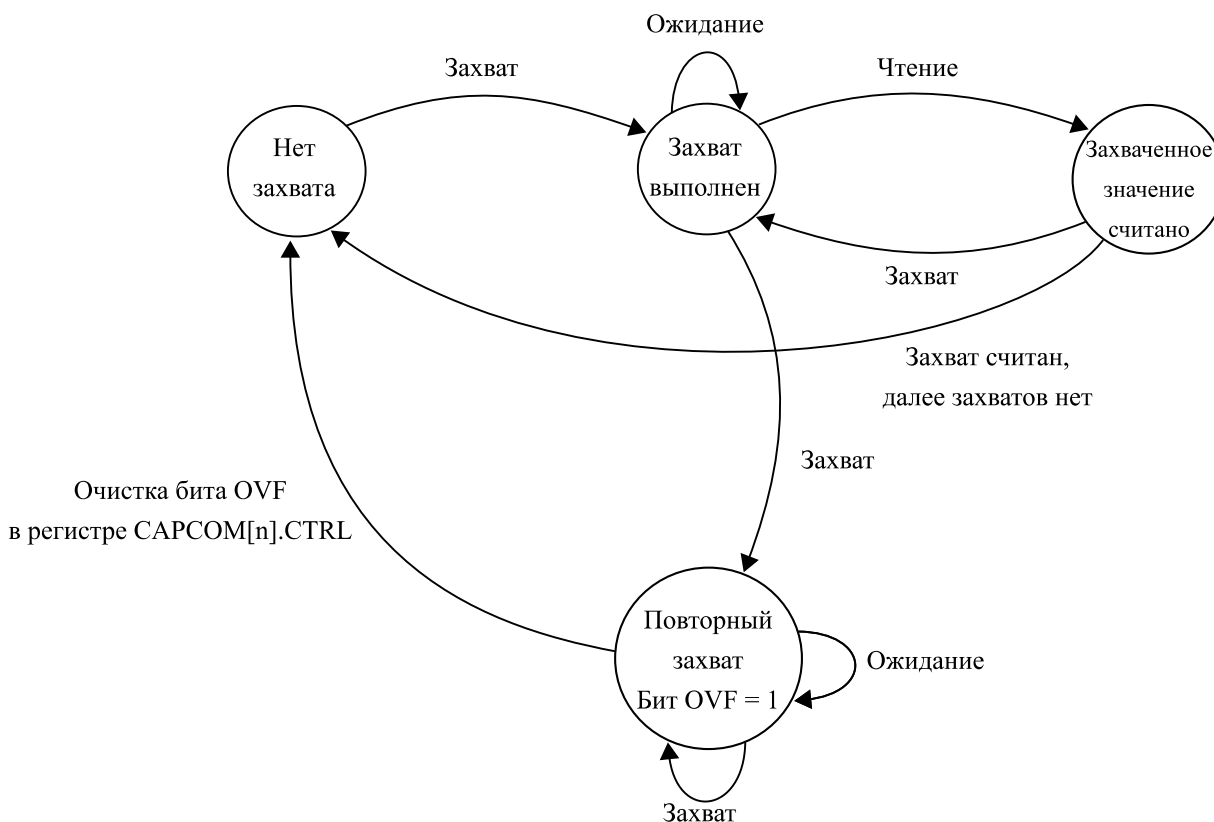 Ожидание
Захват
Чтение
Нет
захвата
Захват
выполнен
Захваченное
значение
считано
Захват
Захват считан,
далее захватов нет
Захват
Очистка бита OVF
в регистре CAPCOM[n].CTRL
Повторный
захват
Бит OVF = 1
Ожидание
Захват